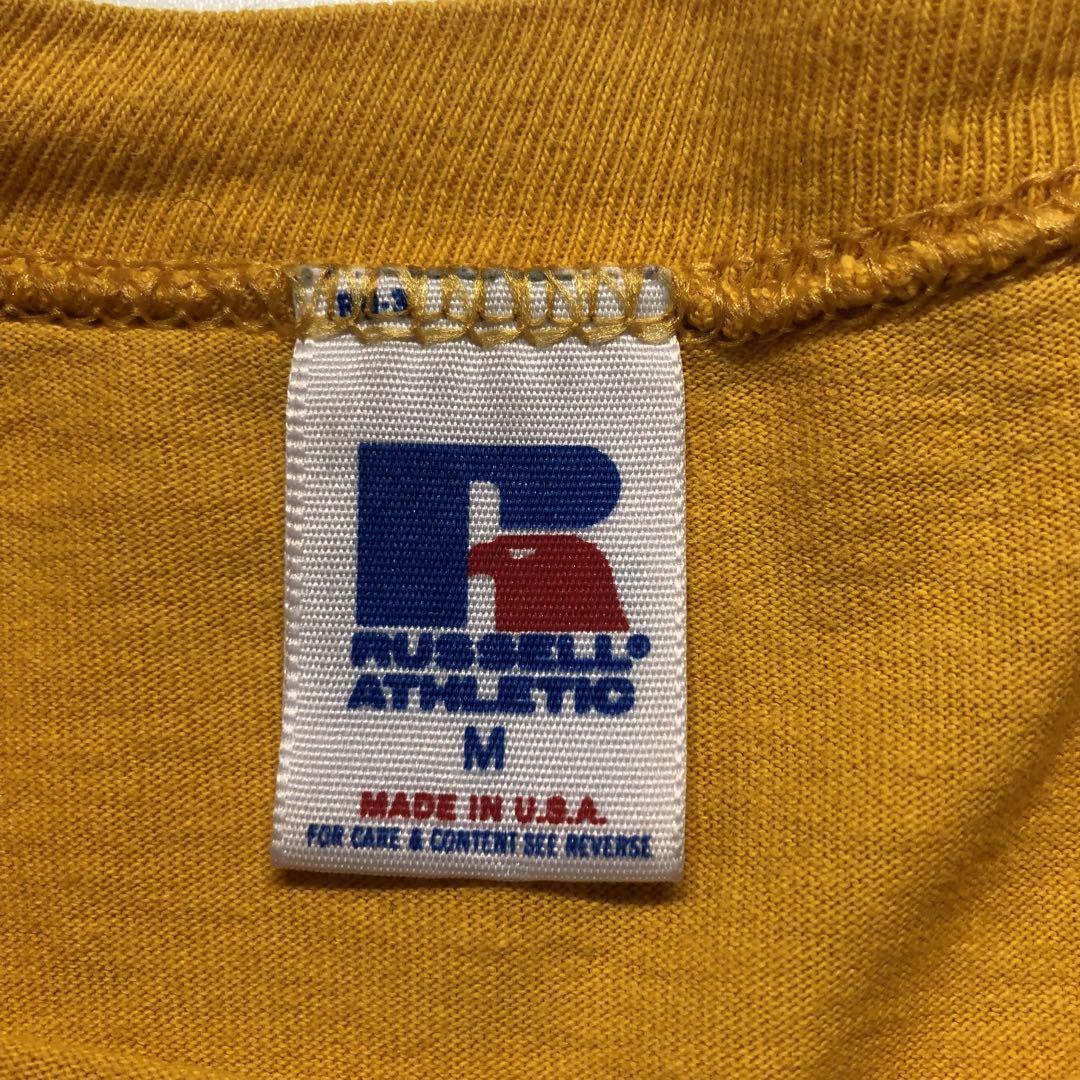 R
RUSSELL®
ATHLETIC
M
MADE IN U.S.A.
FOR CARE & CONTENT SEE REVERSE